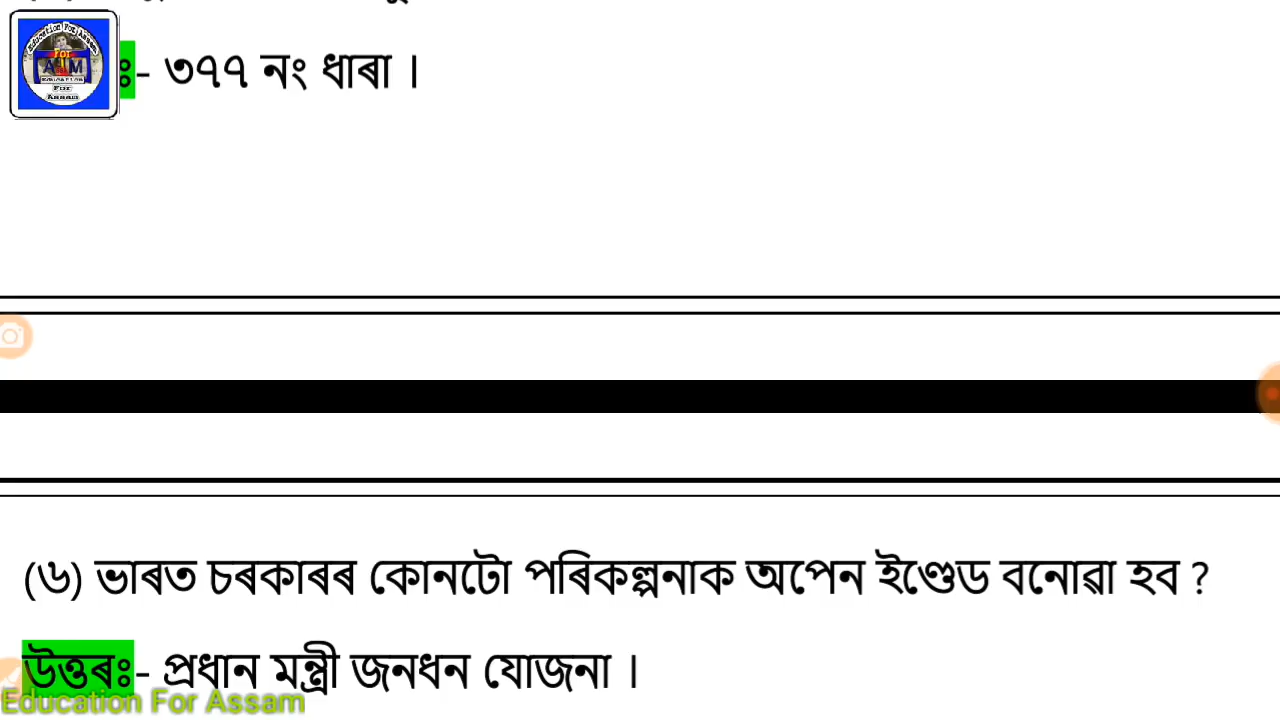 ঃ- ৩৭৭ নং ধাৰা ।
(৬) ভাৰত চৰকাৰৰ কোনটো পৰিকল্পনাক অপেন ইণ্ডেড বনোৱা হব ?
উত্তৰঃ- প্ৰধান মন্ত্ৰী জনধন যোজনা ।
Education For Assam